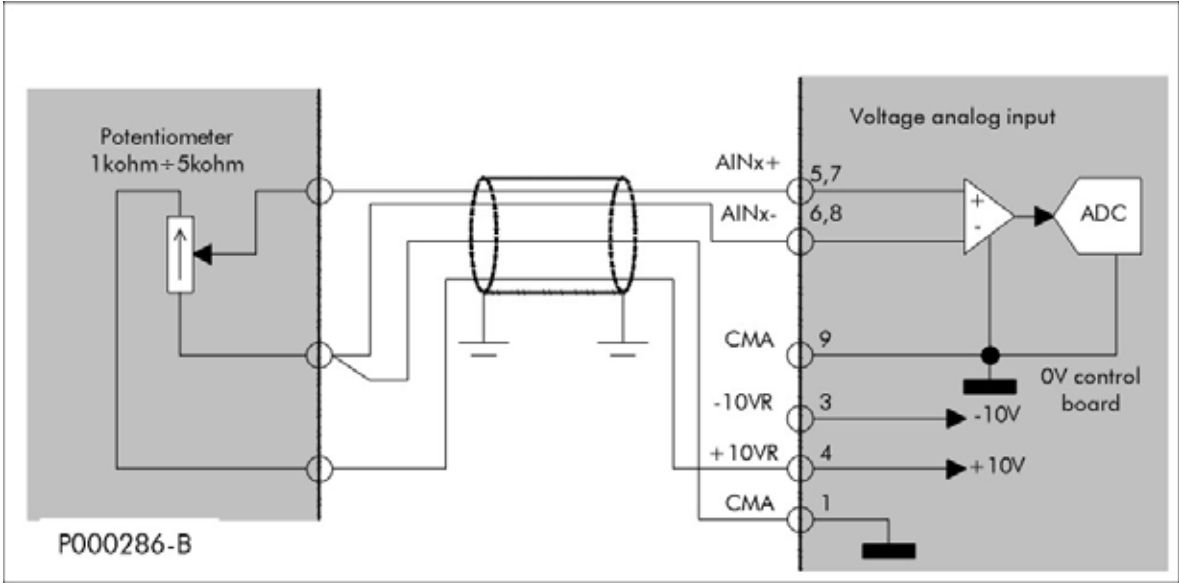 Potentiometer
1kohm÷5kohm
Voltage analog input
AINx+
5,7
AINx-
6,8
+
-
ADC
CMA
9
0V control
board
-10VR
3
-10V
+10VR
4
+10V
CMA
1
P000286-B